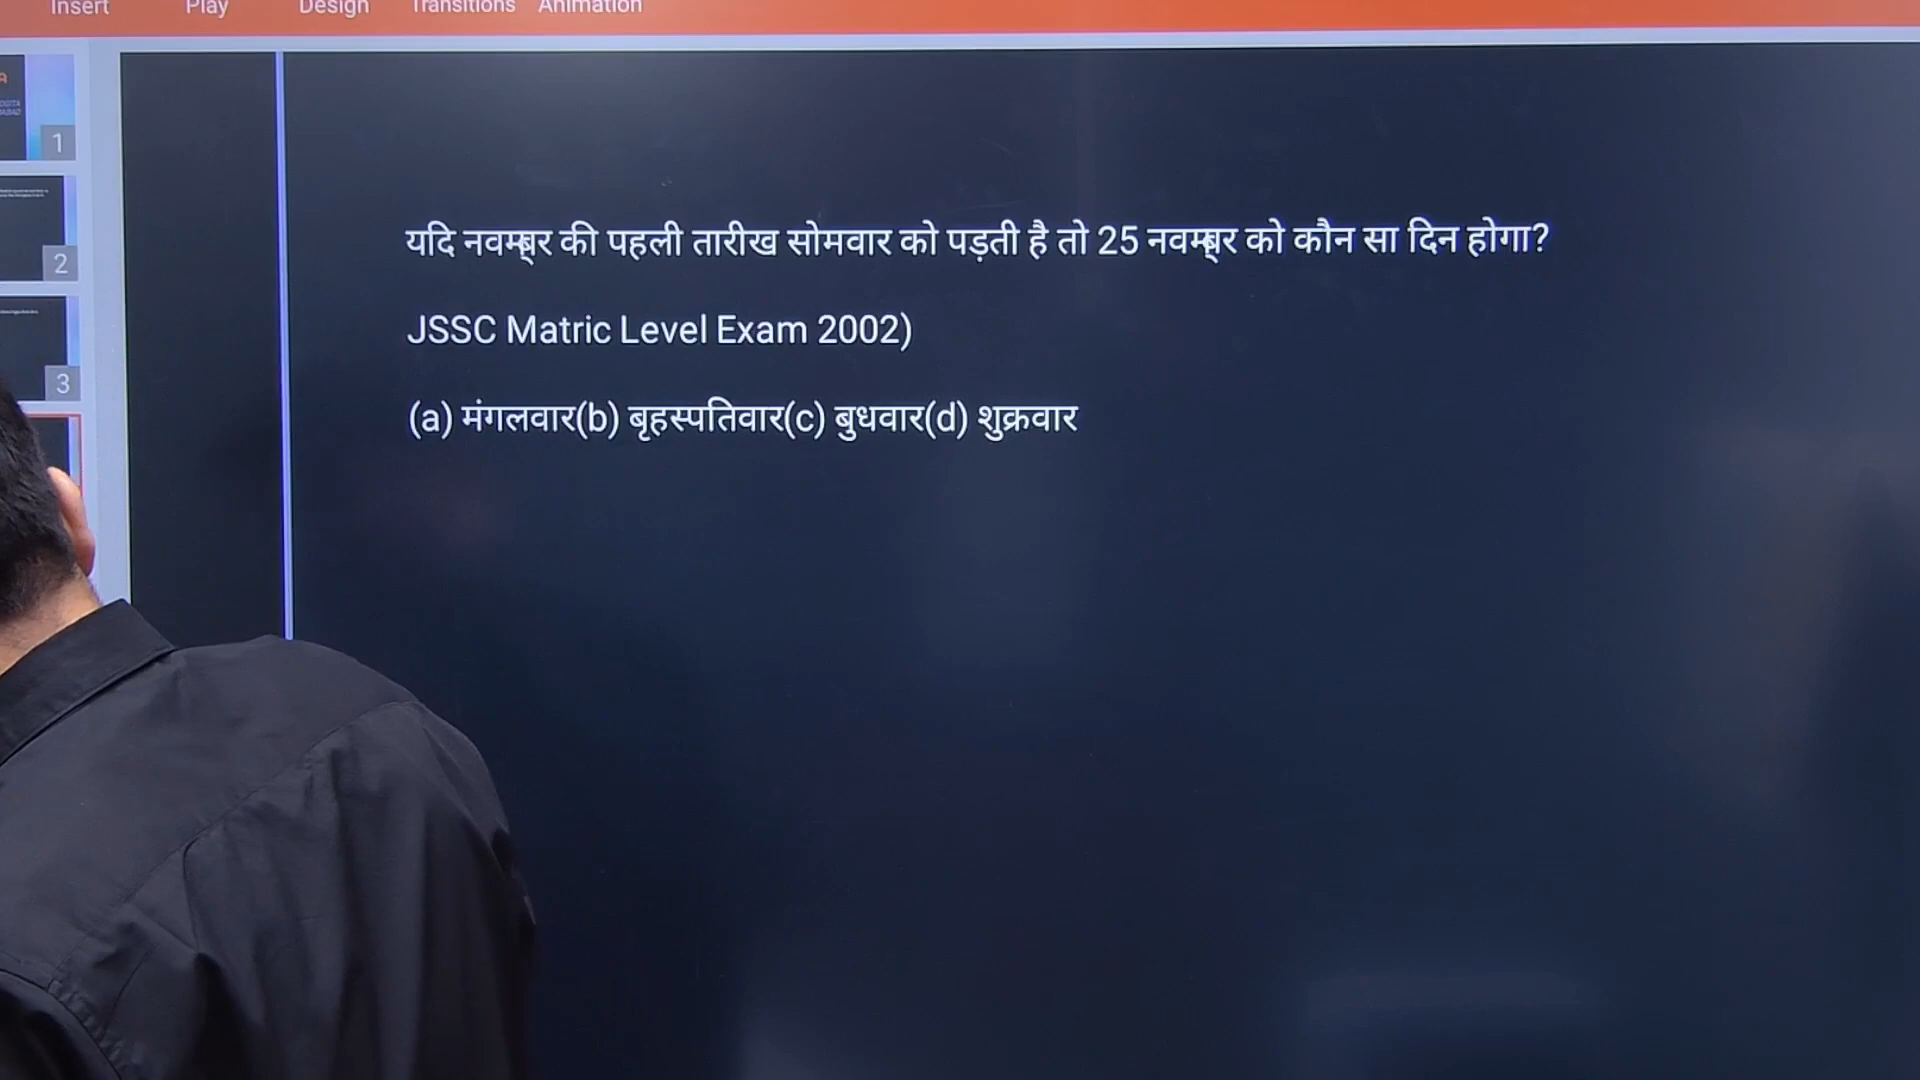 Insert Play Design Transitions Animation
1
2
3
यदि नवम्बर की पहली तारीख सोमवार को पड़ती है तो 25 नवम्बर को कौन सा दिन होगा?
JSSC Matric Level Exam 2002)
(a) मंगलवार(b) बृहस्पतिवार(c) बुधवार(d) शुक्रवार